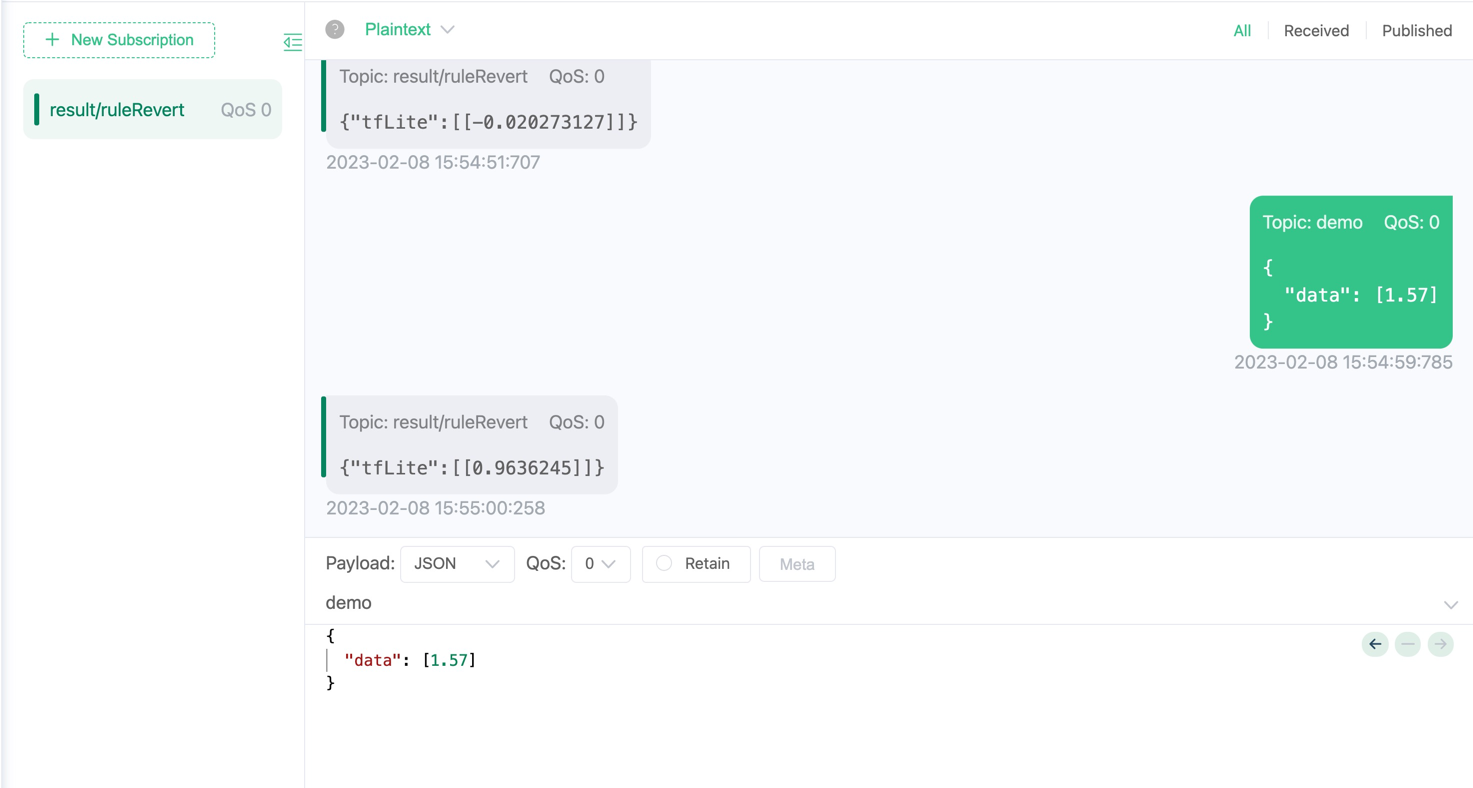 + New Subscription
result/ruleRevert QoS 0
? Plaintext
All Received Published
Topic: result/ruleRevert QoS: 0
{"tfLite":[[-0.020273127]]}
2023-02-08 15:54:51:707
Topic: demo QoS: 0
{
"data": [1.57]
}
2023-02-08 15:54:59:785
Topic: result/ruleRevert QoS: 0
{"tfLite":[[0.9636245]]}
2023-02-08 15:55:00:258
Payload: JSON QoS: 0 Retain Meta
demo
{
"data": [1.57]
}